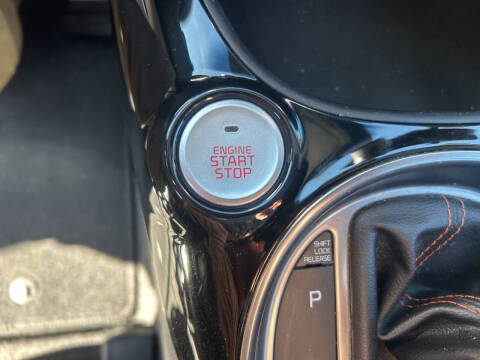 ENGINE
START
STOP
SHIFT
LOCK
RELEASE
P